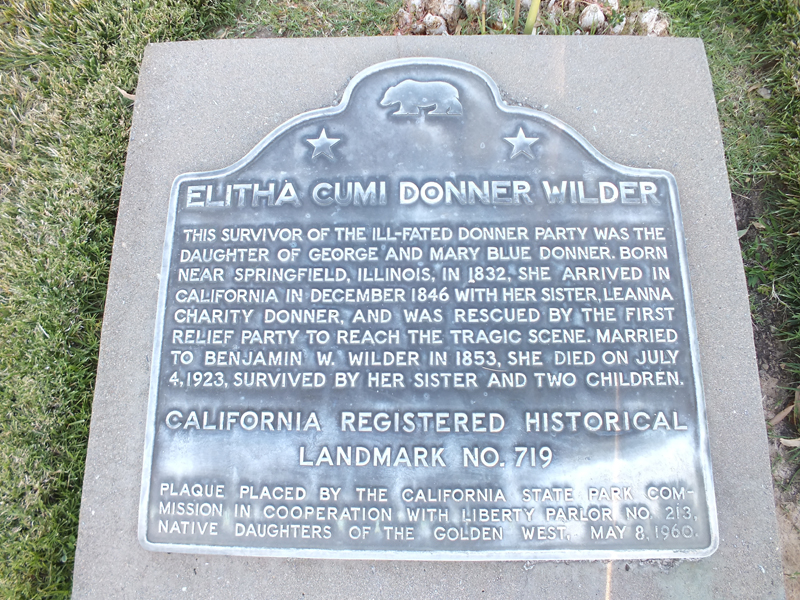 ELITHA CUMI DONNER WILDER
THIS SURVIVOR OF THE ILL-FATED DONNER PARTY WAS THE
DAUGHTER OF GEORGE AND MARY BLUE DONNER. BORN
NEAR SPRINGFIELD, ILLINOIS, IN 1832, SHE ARRIVED IN
CALIFORNIA IN DECEMBER 1846 WITH HER SISTER, LEANNA
CHARITY DONNER, AND WAS RESCUED BY THE FIRST
RELIEF PARTY TO REACH THE TRAGIC SCENE. MARRIED
TO BENJAMIN W. WILDER IN 1853, SHE DIED ON JULY
4, 1923, SURVIVED BY HER SISTER AND TWO CHILDREN.
CALIFORNIA REGISTERED HISTORICAL
LANDMARK NO. 719
PLAQUE PLACED BY THE CALIFORNIA STATE PARK COM-
MISSION IN COOPERATION WITH LIBERTY PARLOR NO. 213,
NATIVE DAUGHTERS OF THE GOLDEN WEST, MAY 8, 1960.